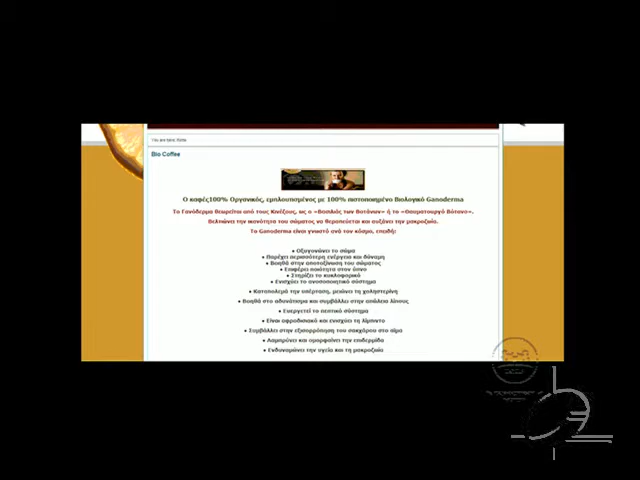 You are here: Home
Bio Coffee
Ο καφές100% Οργανικός, εμπλουτισμένος με 100% πιστοποιημένο Βιολογικό Ganoderma
Το Γανόδερμα θεωρείται από τους Κινέζους, ως ο «Βασιλιάς των Βοτάνων» ή το «Θαυματουργό Βότανο».
Βελτιώνει την ικανότητα του σώματος να θεραπεύεται και αυξάνει την μακροζωία.
Το Ganoderma είναι γνωστό ανά τον κόσμο, επειδή:
• Οξυγονώνει το σώμα
• Παρέχει περισσότερη ενέργεια και δύναμη
• Βοηθά στην αποτοξίνωση του σώματος
• Επιφέρει ποιότητα στον ύπνο
• Στηρίζει το κυκλοφορικό
• Ενισχύει το ανοσοποιητικό σύστημα
• Καταπολεμά την υπέρταση, μειώνει τη χοληστερίνη
• Βοηθά στο αδυνάτισμα και συμβάλλει στην απώλεια λίπους
• Ευεργετεί το πεπτικό σύστημα
• Είναι αφροδισιακό και ενισχύει τη λίμπιντο
• Συμβάλλει στην εξισορρόπηση του σακχάρου στο αίμα
• Λαμπρύνει και ομορφαίνει την επιδερμίδα
• Ενδυναμώνει την υγεία και τη μακροζωία